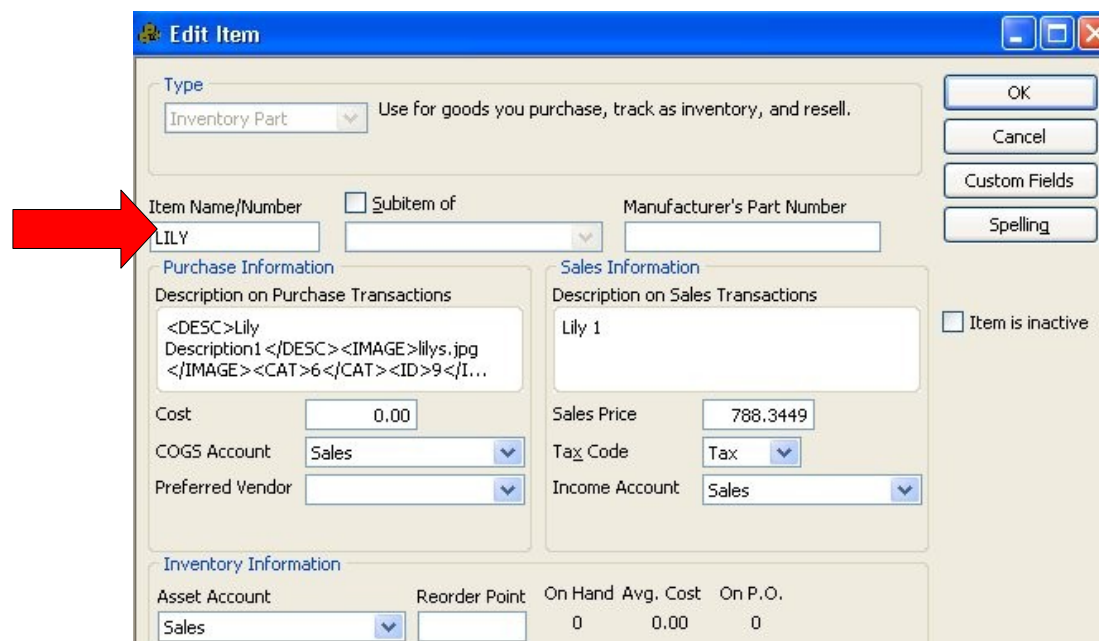 Edit Item
Type
OK
Inventory Part
Use for goods you purchase, track as inventory, and resell.
Cancel
Custom Fields
Item Name/Number
Subitem of
Manufacturer's Part Number
Spelling
LILY
Purchase Information
Sales Information
Description on Purchase Transactions
Description on Sales Transactions
<DESC>Lily
Description1</DESC><IMAGE>lilys.jpg
</IMAGE><CAT>6</CAT><ID>9</I...
Lily 1
Item is inactive
Cost
0.00
Sales Price
788.3449
COGS Account
Sales
Tax Code
Tax
Preferred Vendor
Income Account
Sales
Inventory Information
Asset Account
Reorder Point
On Hand
Avg. Cost
On P.O.
Sales
0
0.00
0